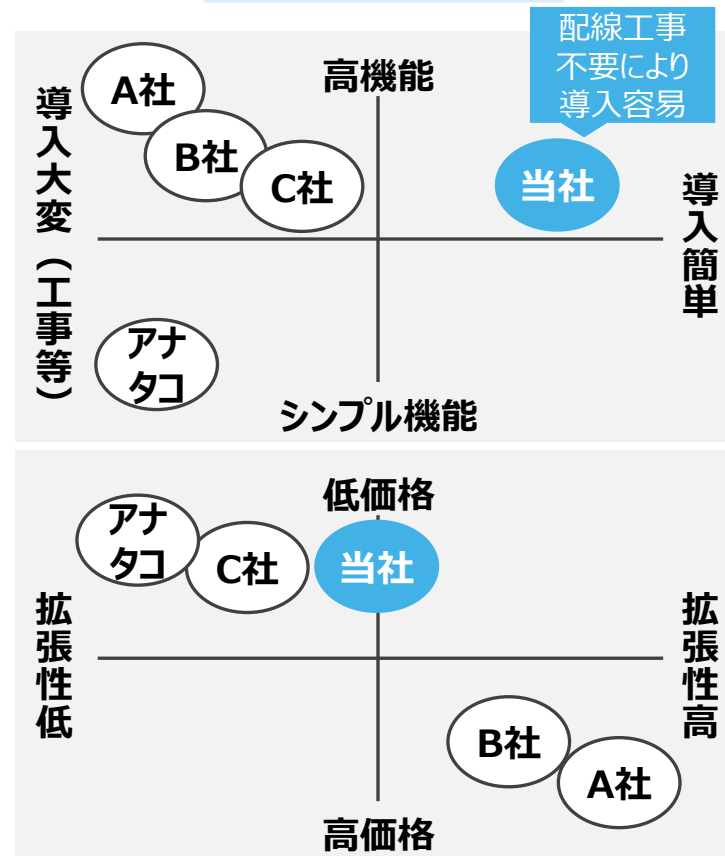 配線工事
不要により
導入容易
高機能
導入大変（工事等）
A社
B社
C社
当社
導入簡単
アナ
タコ
シンプル機能
低価格
アナ
タコ
C社
当社
拡張性低
拡張性高
B社
A社
高価格